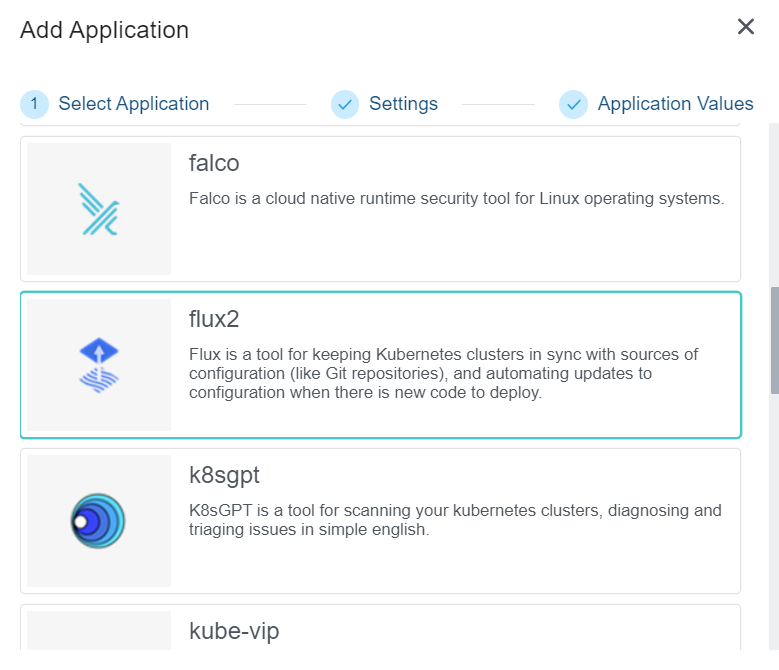 Add Application
1 Select Application Settings Application Values
falco
Falco is a cloud native runtime security tool for Linux operating systems.
flux2
Flux is a tool for keeping Kubernetes clusters in sync with sources of
configuration (like Git repositories), and automating updates to
configuration when there is new code to deploy.
k8sgpt
K8sGPT is a tool for scanning your kubernetes clusters, diagnosing and
triaging issues in simple english.
kube-vip